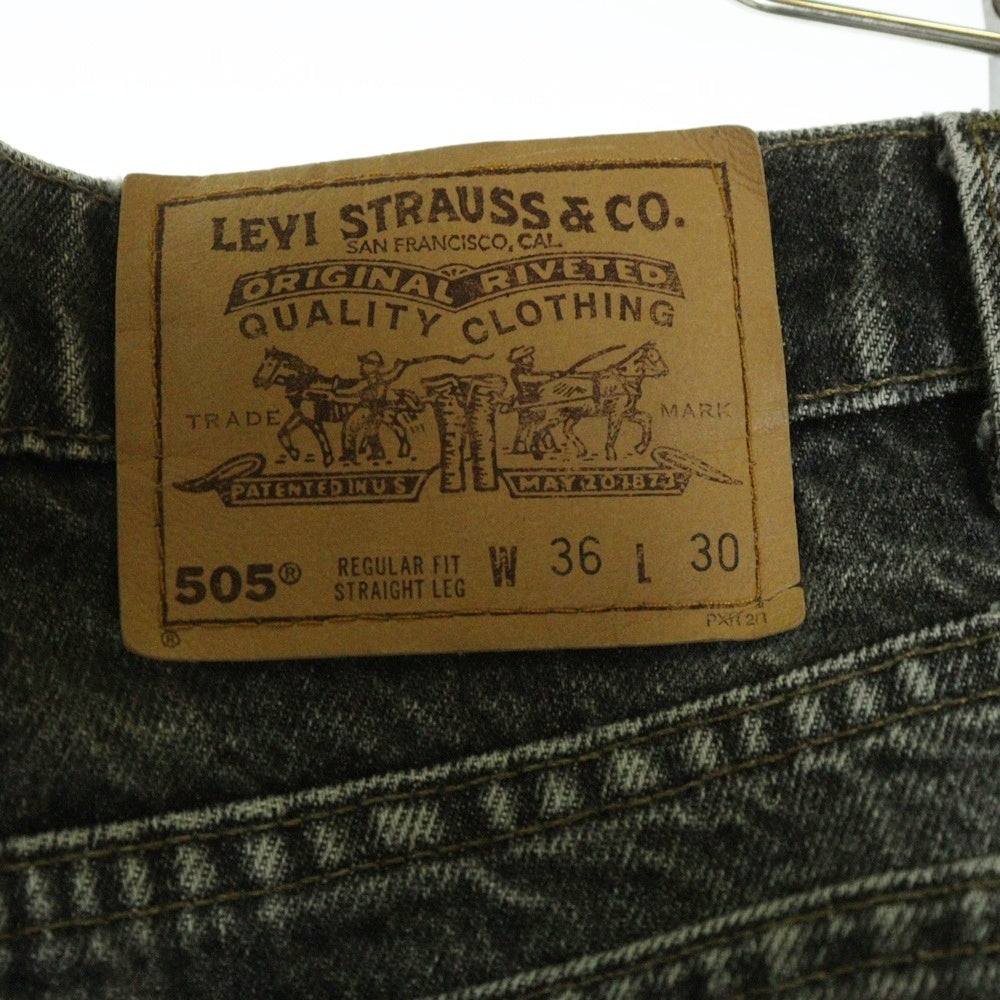 LEVI STRAUSS & CO.
SAN FRANCISCO, CAL.
ORIGINAL RIVETED
QUALITY CLOTHING
TRADE MARK
PATENTED IN U S MAY 20 1873
505® REGULAR FIT W 36 L 30
STRAIGHT LEG
®